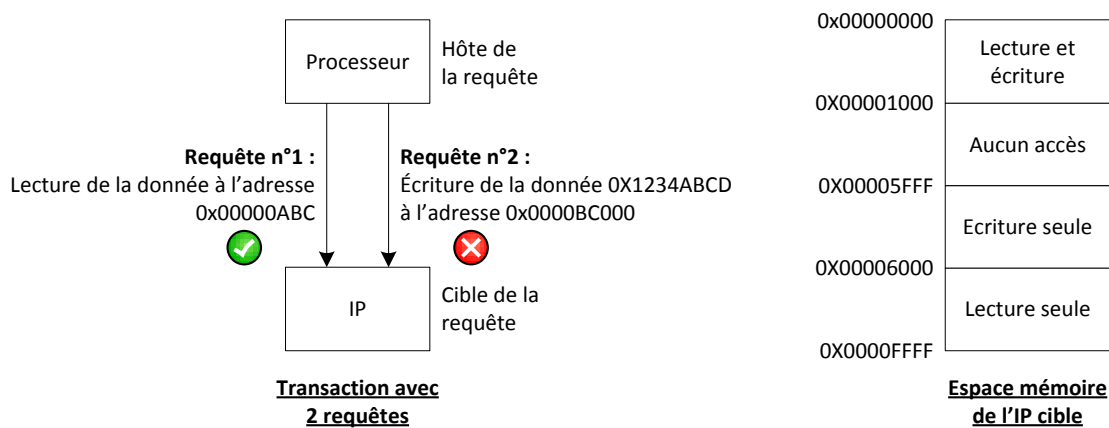 Processeur
Hôte de
la requête
Requête n°1 :
Lecture de la donnée à l'adresse
0x00000ABC
Requête n°2 :
Écriture de la donnée 0X1234ABCD
à l'adresse 0x0000BC000
IP
Cible de la
requête
Transaction avec
2 requêtes
0x00000000
Lecture et
écriture
0X00001000
Aucun accès
0X00005FFF
Ecriture seule
0X00006000
Lecture seule
0X0000FFFF
Espace mémoire
de l'IP cible